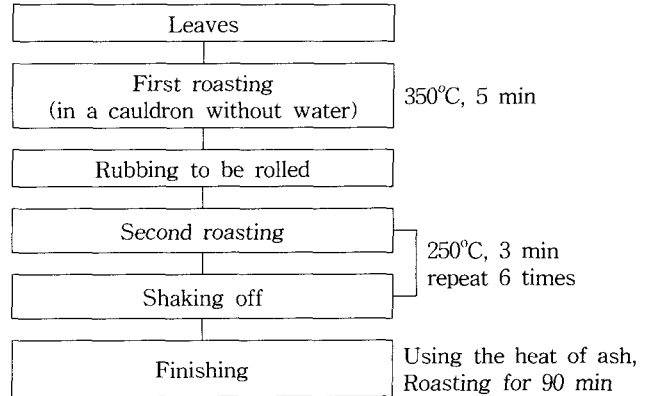 Leaves
First roasting
(in a cauldron without water)
350°C, 5 min
Rubbing to be rolled
Second roasting
250°C, 3 min
repeat 6 times
Shaking off
Finishing
Using the heat of ash,
Roasting for 90 min